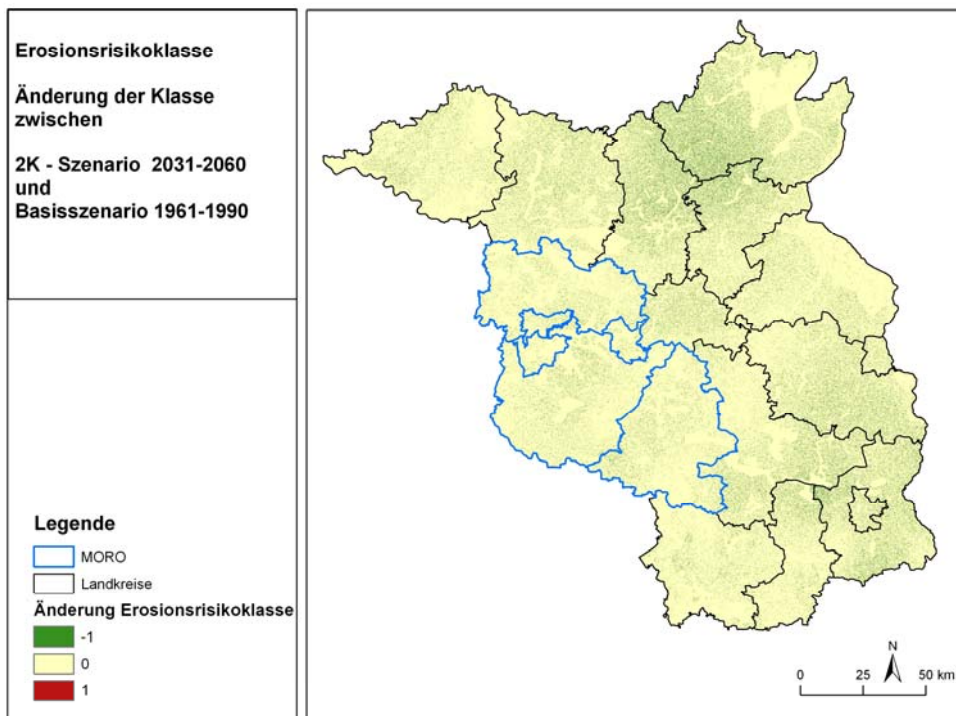 Erosionsrisikoklasse
Änderung der Klasse
zwischen
2K - Szenario 2031-2060
und
Basisszenario 1961-1990
Legende
MORO
Landkreise
Änderung Erosionsrisikoklasse
-1
0
1
N
0 25 50 km